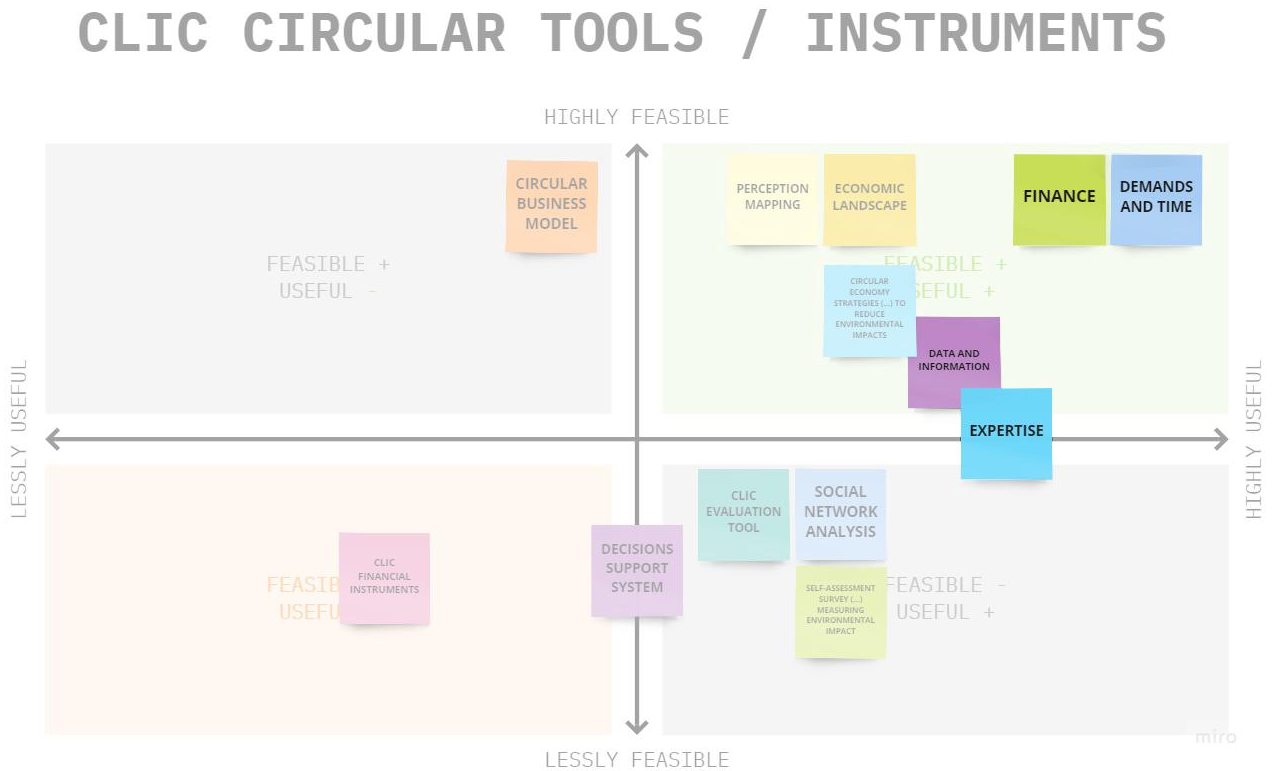 CLIC CIRCULAR TOOLS / INSTRUMENTS
HIGHLY FEASIBLE
CIRCULAR
BUSINESS
MODEL
PERCEPTION
MAPPING
ECONOMIC
LANDSCAPE
FINANCE
DEMANDS
AND TIME
FEASIBLE +
USEFUL -
FEASIBLE +
SEFUL +
CIRCULAR
ECONOMY
STRATEGIES (...) TO
REDUCE
ENVIRONMENTAL
IMPACTS
DATA AND
INFORMATION
LESSLY USEFUL
EXPERTISE
HIGHLY USEFUL
CLIC
EVALUATION
TOOL
SOCIAL
NETWORK
ANALYSIS
CLIC
FINANCIAL
INSTRUMENTS
DECISIONS
SUPPORT
SYSTEM
SELF-ASSESSMENT
SURVEY (...)
MEASURING
ENVIRONMENTAL
IMPACT
FEASIB
USEFU
FEASIBLE -
USEFUL +
LESSLY FEASIBLE
miro